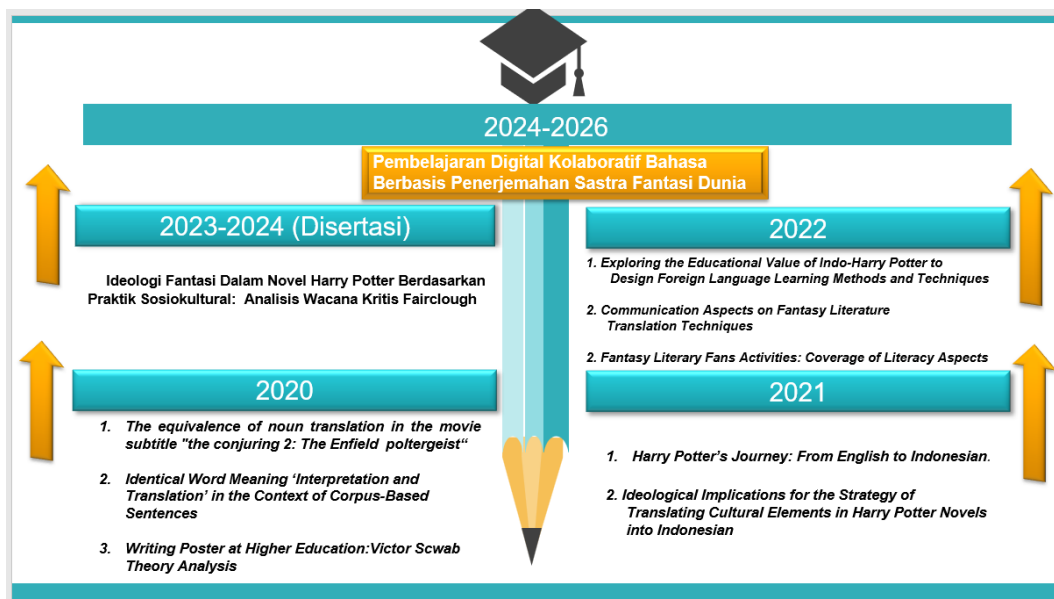 2024-2026
Pembelajaran Digital Kolaboratif Bahasa
Berbasis Penerjemahan Sastra Fantasi Dunia
2023-2024 (Disertasi)
Ideologi Fantasi Dalam Novel Harry Potter Berdasarkan
Praktik Sosiokultural: Analisis Wacana Kritis Fairclough
2022
1. Exploring the Educational Value of Indo-Harry Potter to
Design Foreign Language Learning Methods and Techniques
2. Communication Aspects on Fantasy Literature
Translation Techniques
2. Fantasy Literary Fans Activities: Coverage of Literacy Aspects
2020
1. The equivalence of noun translation in the movie
subtitle "the conjuring 2: The Enfield poltergeist“
2. Identical Word Meaning ‘Interpretation and
Translation’ in the Context of Corpus-Based
Sentences
3. Writing Poster at Higher Education:Victor Scwab
Theory Analysis
2021
1. Harry Potter’s Journey: From English to Indonesian.
2. Ideological Implications for the Strategy of
Translating Cultural Elements in Harry Potter Novels
into Indonesian